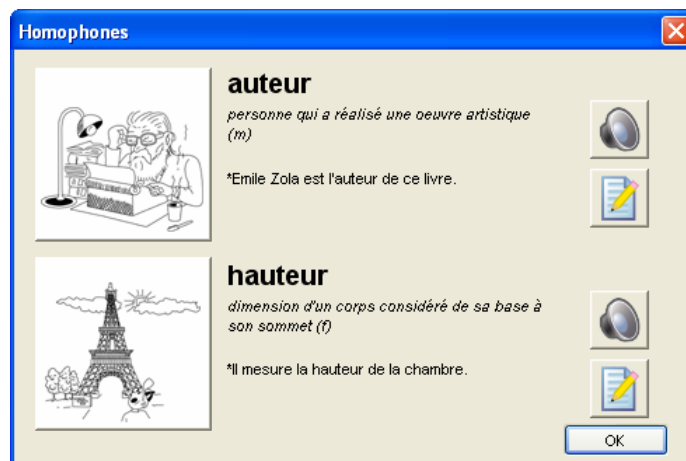 Homophones
auteur
personne qui a réalisé une oeuvre artistique
(m)
*Emile Zola est l'auteur de ce livre.
hauteur
dimension d'un corps considéré de sa base à
son sommet (f)
*Il mesure la hauteur de la chambre.
OK